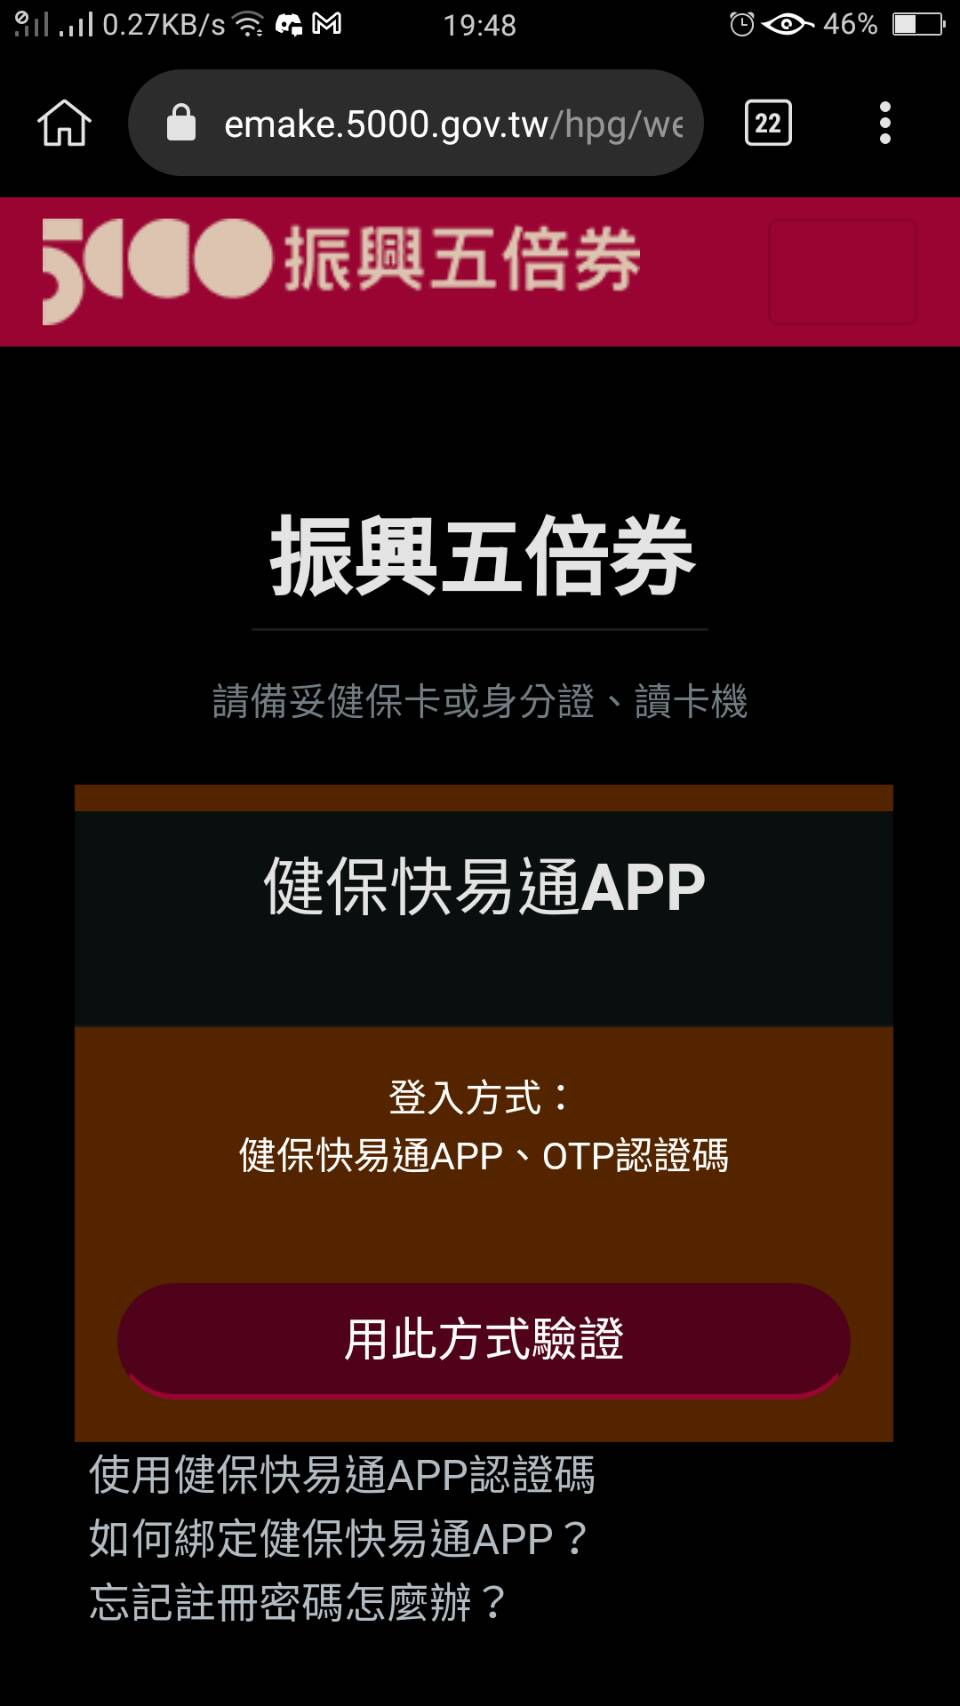 0.27KB/s 19:48 46%
emake.5000.gov.tw/hpg/we 22
5000振興五倍券
振興五倍券
請備妥健保卡或身分證、讀卡機
健保快易通APP
登入方式：
健保快易通APP、OTP認證碼
用此方式驗證
使用健保快易通APP認證碼
如何綁定健保快易通APP？
忘記註冊密碼怎麼辦？